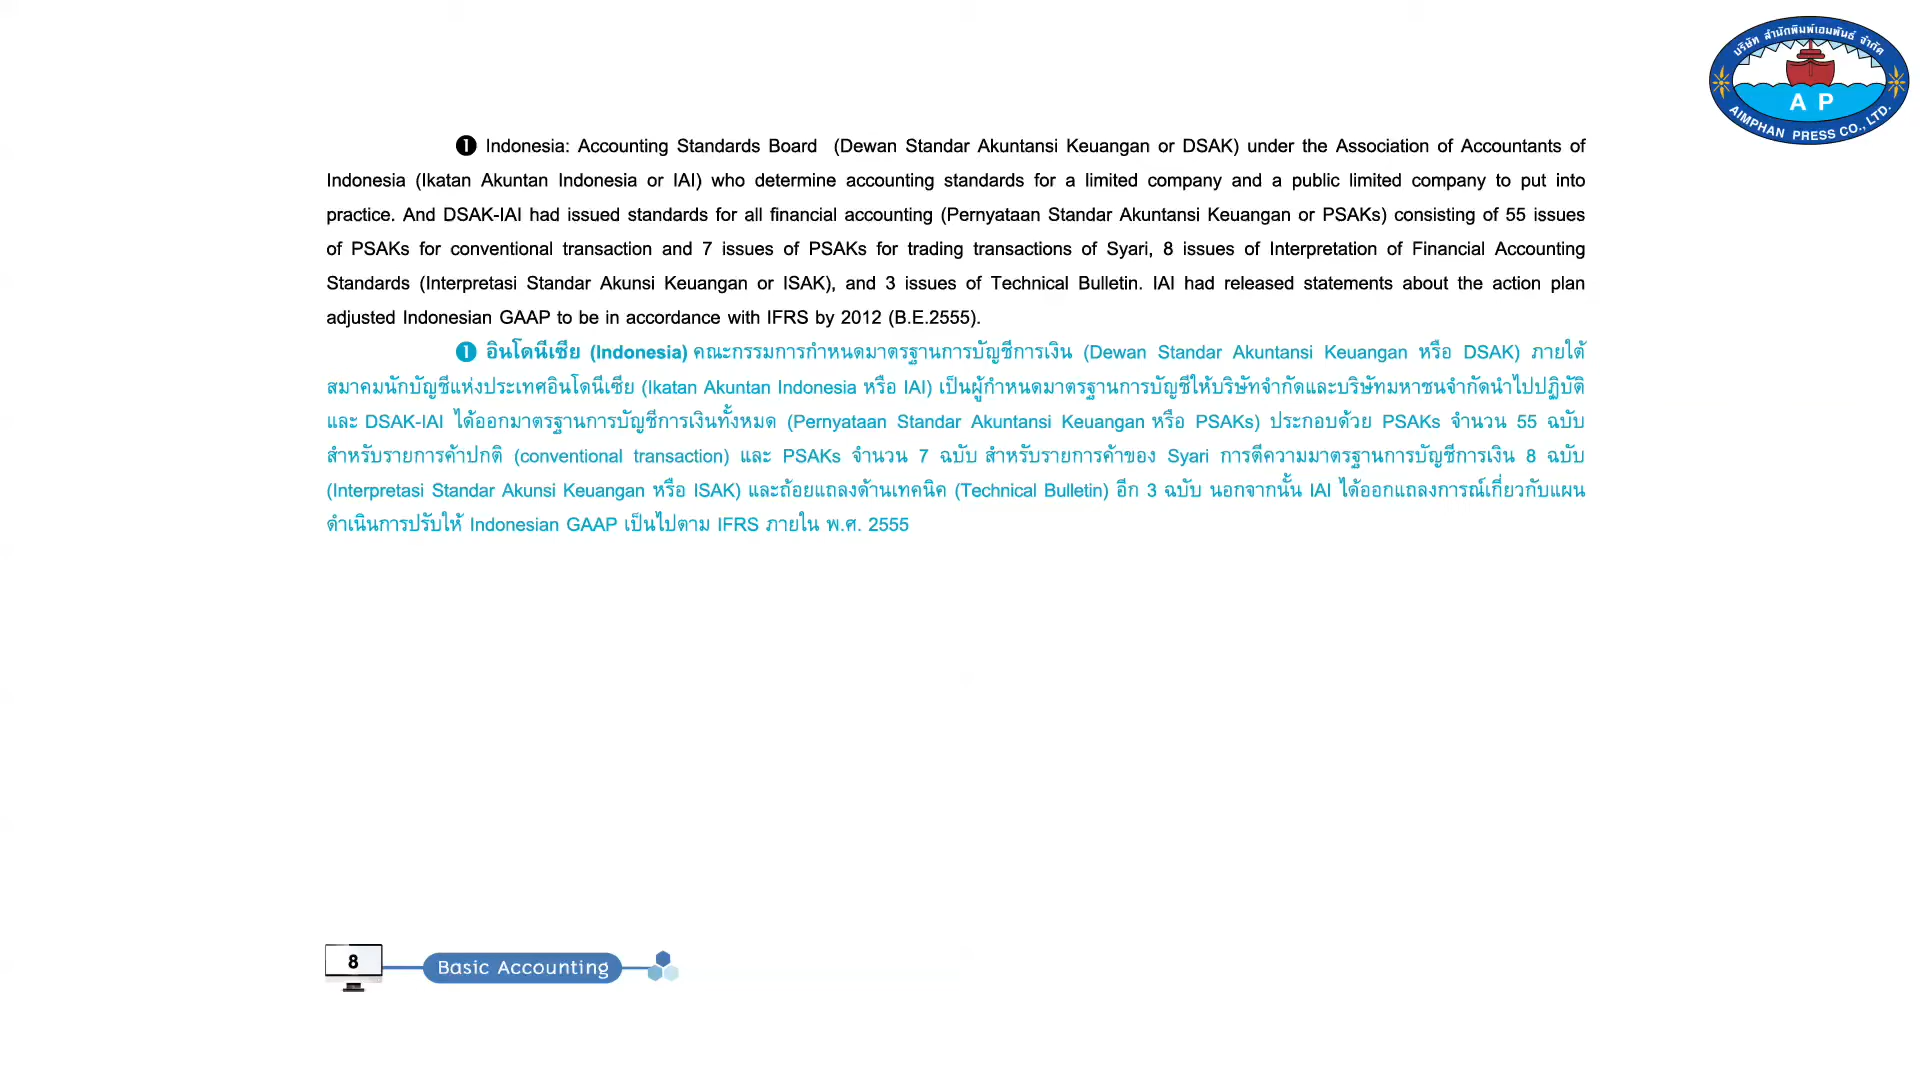 บริษัท สำนักพิมพ์เอมพันธ์ จำกัด
A P
AIMPHAN PRESS CO., LTD.
❶ Indonesia: Accounting Standards Board (Dewan Standar Akuntansi Keuangan or DSAK) under the Association of Accountants of
Indonesia (Ikatan Akuntan Indonesia or IAI) who determine accounting standards for a limited company and a public limited company to put into
practice. And DSAK-IAI had issued standards for all financial accounting (Pernyataan Standar Akuntansi Keuangan or PSAKs) consisting of 55 issues
of PSAKs for conventional transaction and 7 issues of PSAKs for trading transactions of Syari, 8 issues of Interpretation of Financial Accounting
Standards (Interpretasi Standar Akunsi Keuangan or ISAK), and 3 issues of Technical Bulletin. IAI had released statements about the action plan
adjusted Indonesian GAAP to be in accordance with IFRS by 2012 (B.E.2555).
❶ อินโดนีเซีย (Indonesia) คณะกรรมการกำหนดมาตรฐานการบัญชีการเงิน (Dewan Standar Akuntansi Keuangan หรือ DSAK) ภายใต้
สมาคมนักบัญชีแห่งประเทศอินโดนีเซีย (Ikatan Akuntan Indonesia หรือ IAI) เป็นผู้กำหนดมาตรฐานการบัญชีให้บริษัทจำกัดและบริษัทมหาชนจำกัดนำไปปฏิบัติ
และ DSAK-IAI ได้ออกมาตรฐานการบัญชีการเงินทั้งหมด (Pernyataan Standar Akuntansi Keuangan หรือ PSAKs) ประกอบด้วย PSAKs จำนวน 55 ฉบับ
สำหรับรายการค้าปกติ (conventional transaction) และ PSAKs จำนวน 7 ฉบับ สำหรับรายการค้าของ Syari การตีความมาตรฐานการบัญชีการเงิน 8 ฉบับ
(Interpretasi Standar Akunsi Keuangan หรือ ISAK) และถ้อยแถลงด้านเทคนิค (Technical Bulletin) อีก 3 ฉบับ นอกจากนั้น IAI ได้ออกแถลงการณ์เกี่ยวกับแผน
ดำเนินการปรับให้ Indonesian GAAP เป็นไปตาม IFRS ภายใน พ.ศ. 2555
8
Basic Accounting